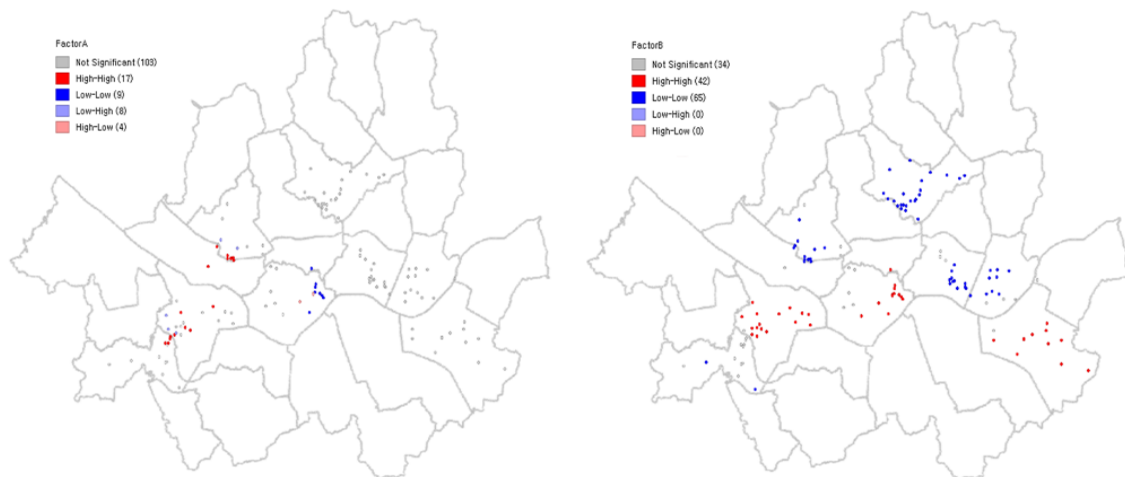 FactorA
Not Significant (103)
High-High (17)
Low-Low (9)
Low-High (8)
High-Low (4)
FactorB
Not Significant (34)
High-High (42)
Low-Low (65)
Low-High (0)
High-Low (0)